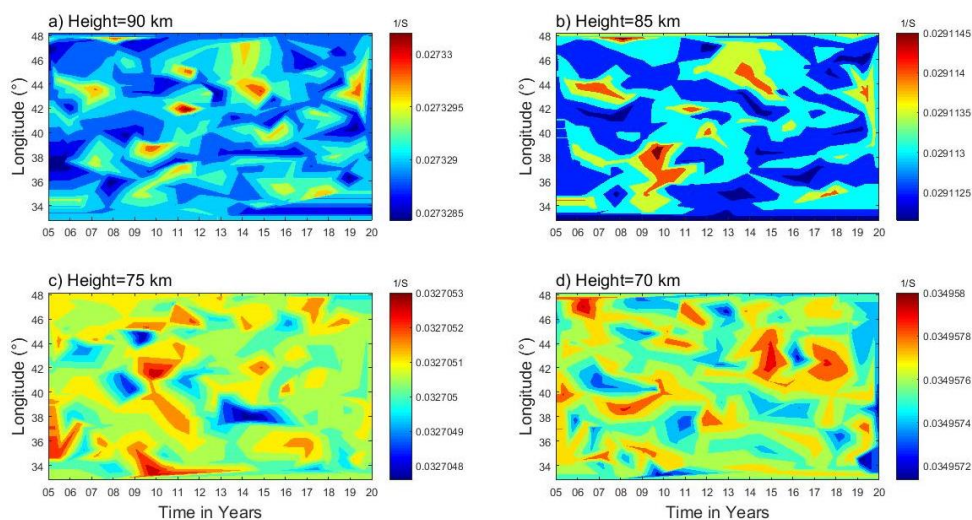 a) Height=90 km
1/S
48
46
44
42
40
38
36
34
05 06 07 08 09 10 11 12 13 14 15 16 17 18 19 20
Longitude (°)
0.02733
0.0273295
0.027329
0.0273285
b) Height=85 km
1/S
48
46
44
42
40
38
36
34
05 06 07 08 09 10 11 12 13 14 15 16 17 18 19 20
Longitude (°)
0.0291145
0.029114
0.0291135
0.029113
0.0291125
c) Height=75 km
1/S
48
46
44
42
40
38
36
34
05 06 07 08 09 10 11 12 13 14 15 16 17 18 19 20
Longitude (°)
Time in Years
0.0327053
0.0327052
0.0327051
0.032705
0.0327049
0.0327048
d) Height=70 km
1/S
48
46
44
42
40
38
36
34
05 06 07 08 09 10 11 12 13 14 15 16 17 18 19 20
Longitude (°)
Time in Years
0.034958
0.0349578
0.0349576
0.0349574
0.0349572